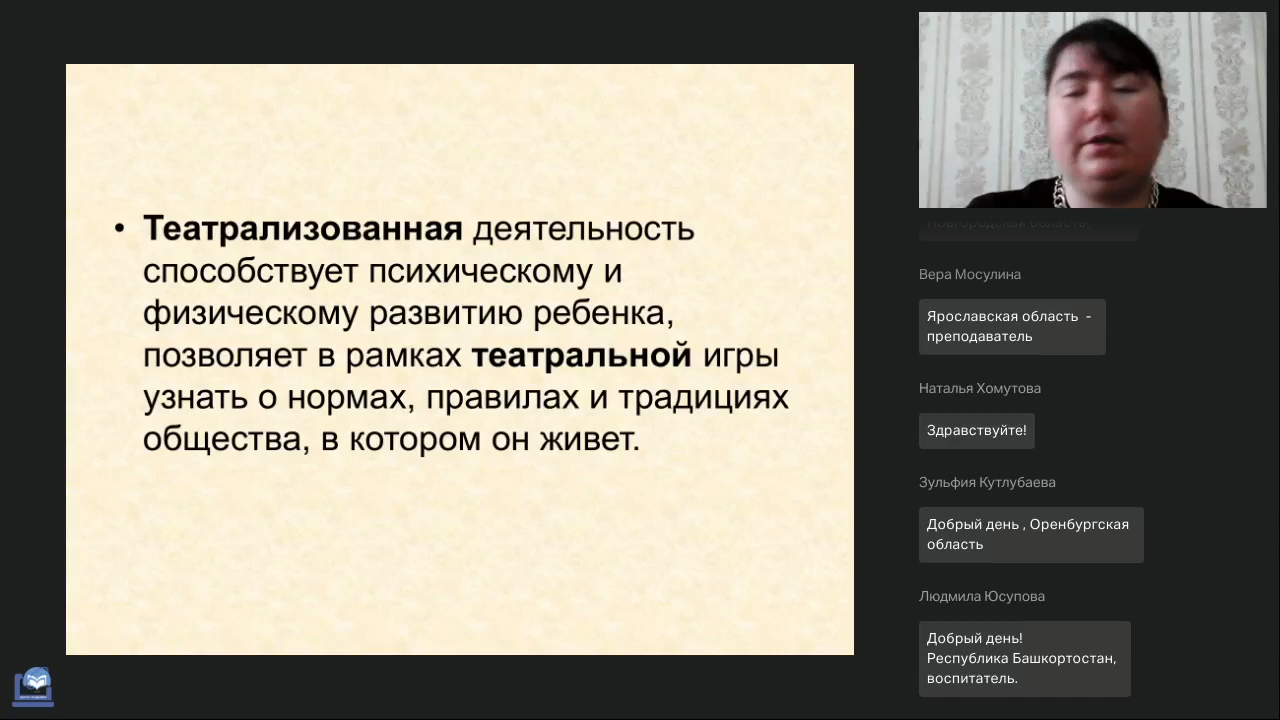 • Театрализованная деятельность
способствует психическому и
физическому развитию ребенка,
позволяет в рамках театральной игры
узнать о нормах, правилах и традициях
общества, в котором он живет.
Новгородская область,
Вера Мосулина
Ярославская область -
преподаватель
Наталья Хомутова
Здравствуйте!
Зульфия Кутлубаева
Добрый день , Оренбургская
область
Людмила Юсупова
Добрый день!
Республика Башкортостан,
воспитатель.